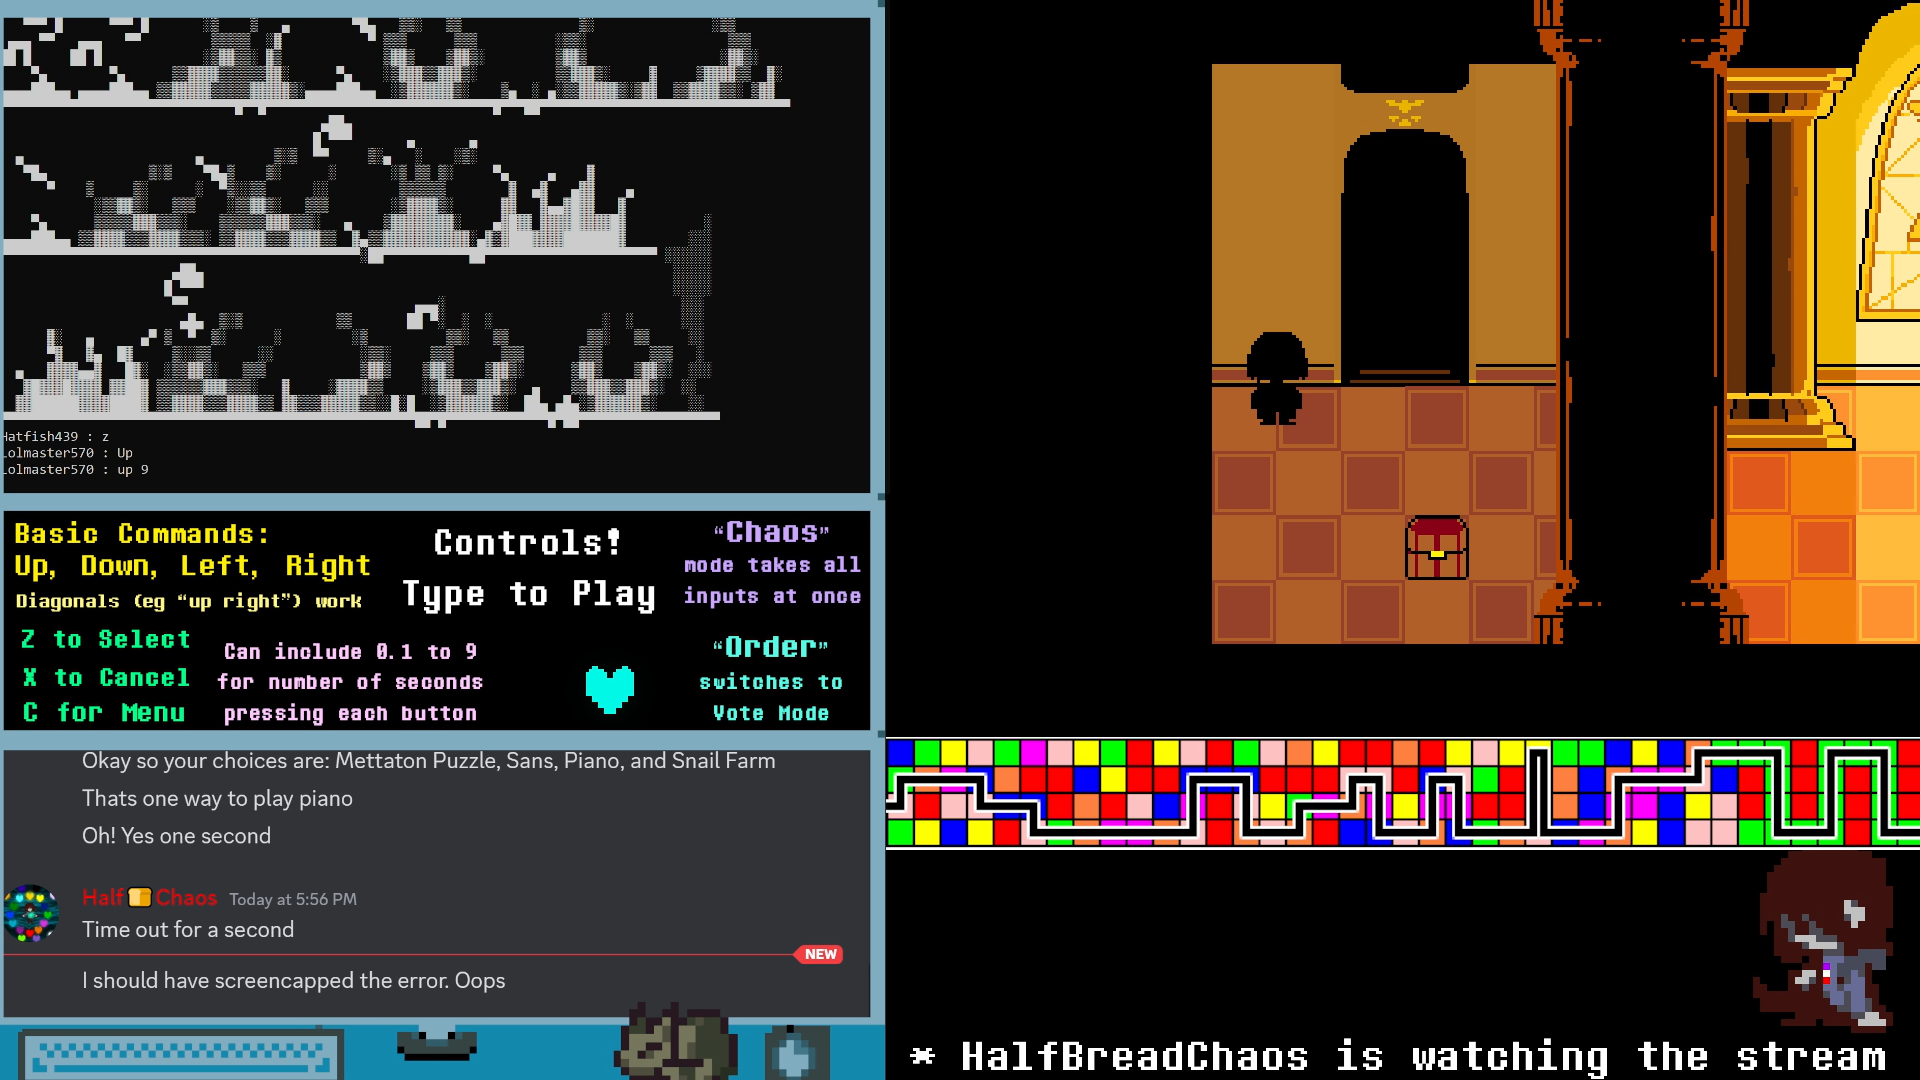 Hatfish439 : z
Lolmaster570 : Up
Lolmaster570 : up 9
Basic Commands:
Up, Down, Left, Right
Diagonals (eg “up right”) work
Z to Select
X to Cancel
C for Menu
Can include 0.1 to 9
for number of seconds
pressing each button
Controls!
Type to Play
“Chaos”
mode takes all
inputs at once
“Order”
switches to
Vote Mode
Okay so your choices are: Mettaton Puzzle, Sans, Piano, and Snail Farm
Thats one way to play piano
Oh! Yes one second
Half🍞Chaos Today at 5:56 PM
Time out for a second
NEW
I should have screencapped the error. Oops
* HalfBreadChaos is watching the stream